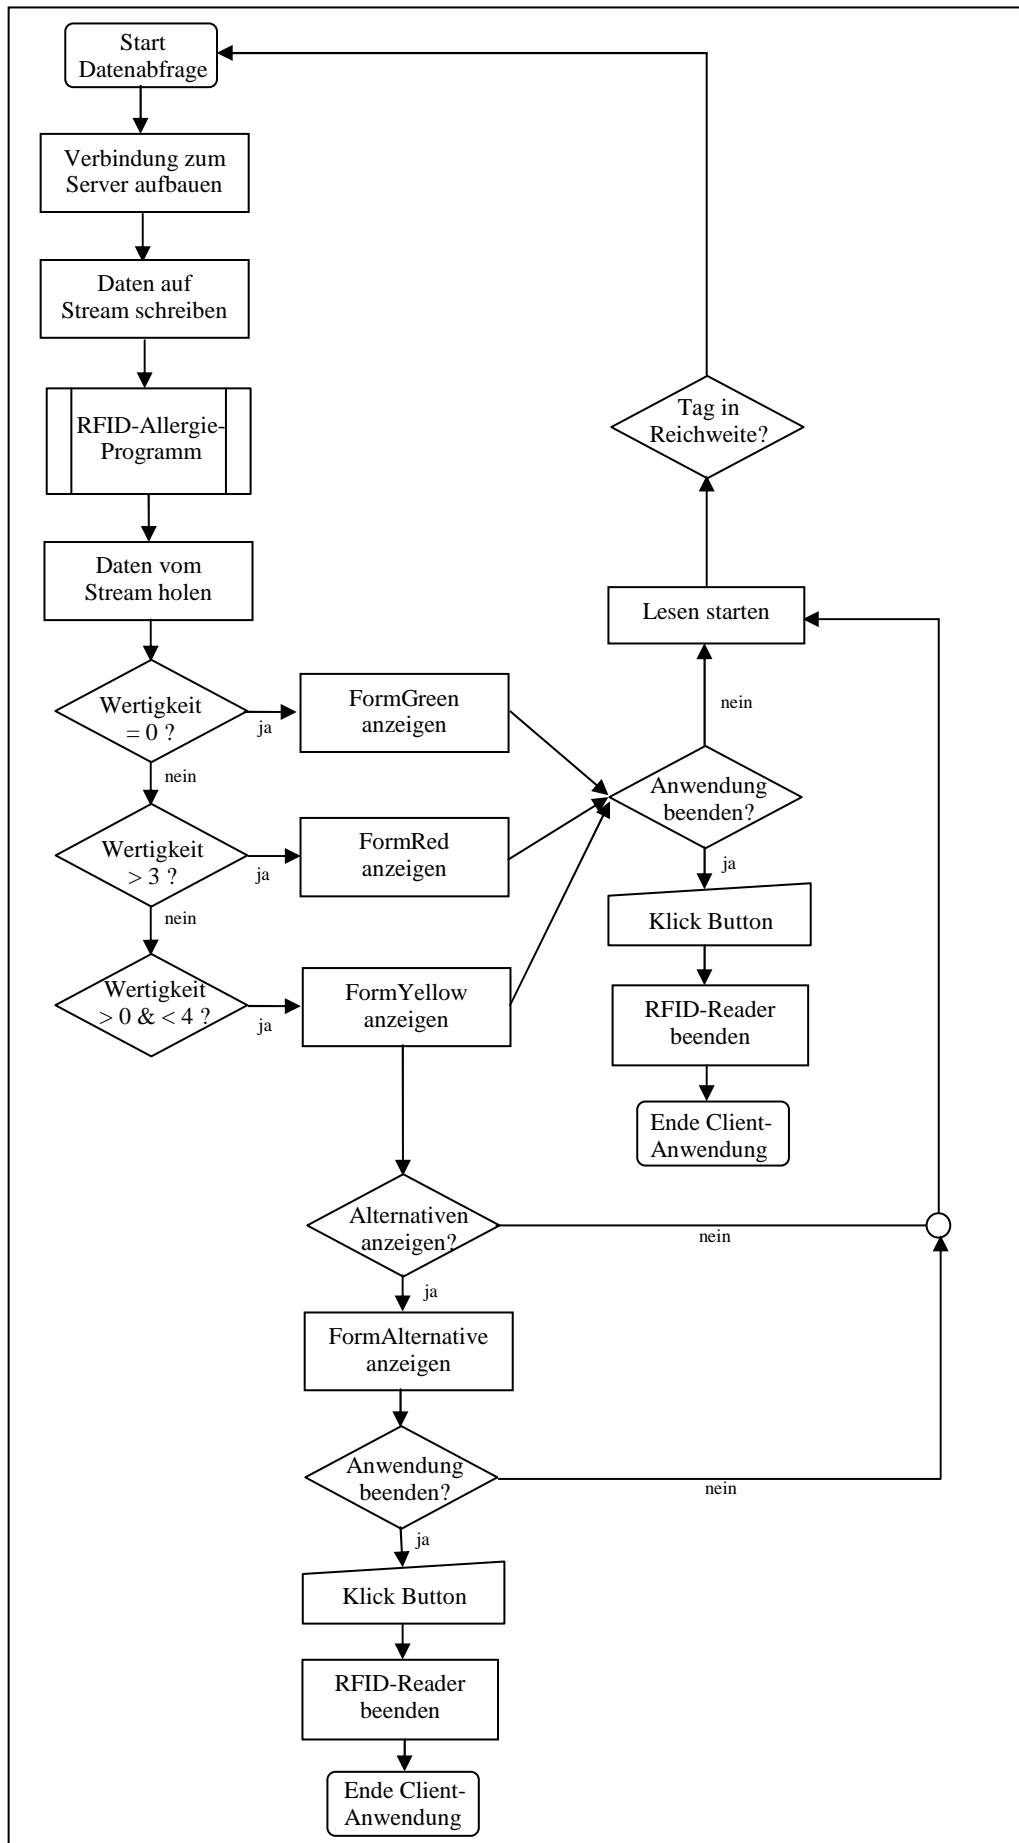 Start
Datenabfrage
Verbindung zum
Server aufbauen
Daten auf
Stream schreiben
RFID-Allergie-
Programm
Tag in
Reichweite?
Daten vom
Stream holen
Lesen starten
nein
Wertigkeit
= 0 ?
ja
FormGreen
anzeigen
nein
Anwendung
beenden?
ja
Wertigkeit
> 3 ?
ja
FormRed
anzeigen
nein
Klick Button
Wertigkeit
> 0 & < 4 ?
ja
FormYellow
anzeigen
RFID-Reader
beenden
Ende Client-
Anwendung
Alternativen
anzeigen?
nein
ja
FormAlternative
anzeigen
Anwendung
beenden?
nein
ja
Klick Button
RFID-Reader
beenden
Ende Client-
Anwendung